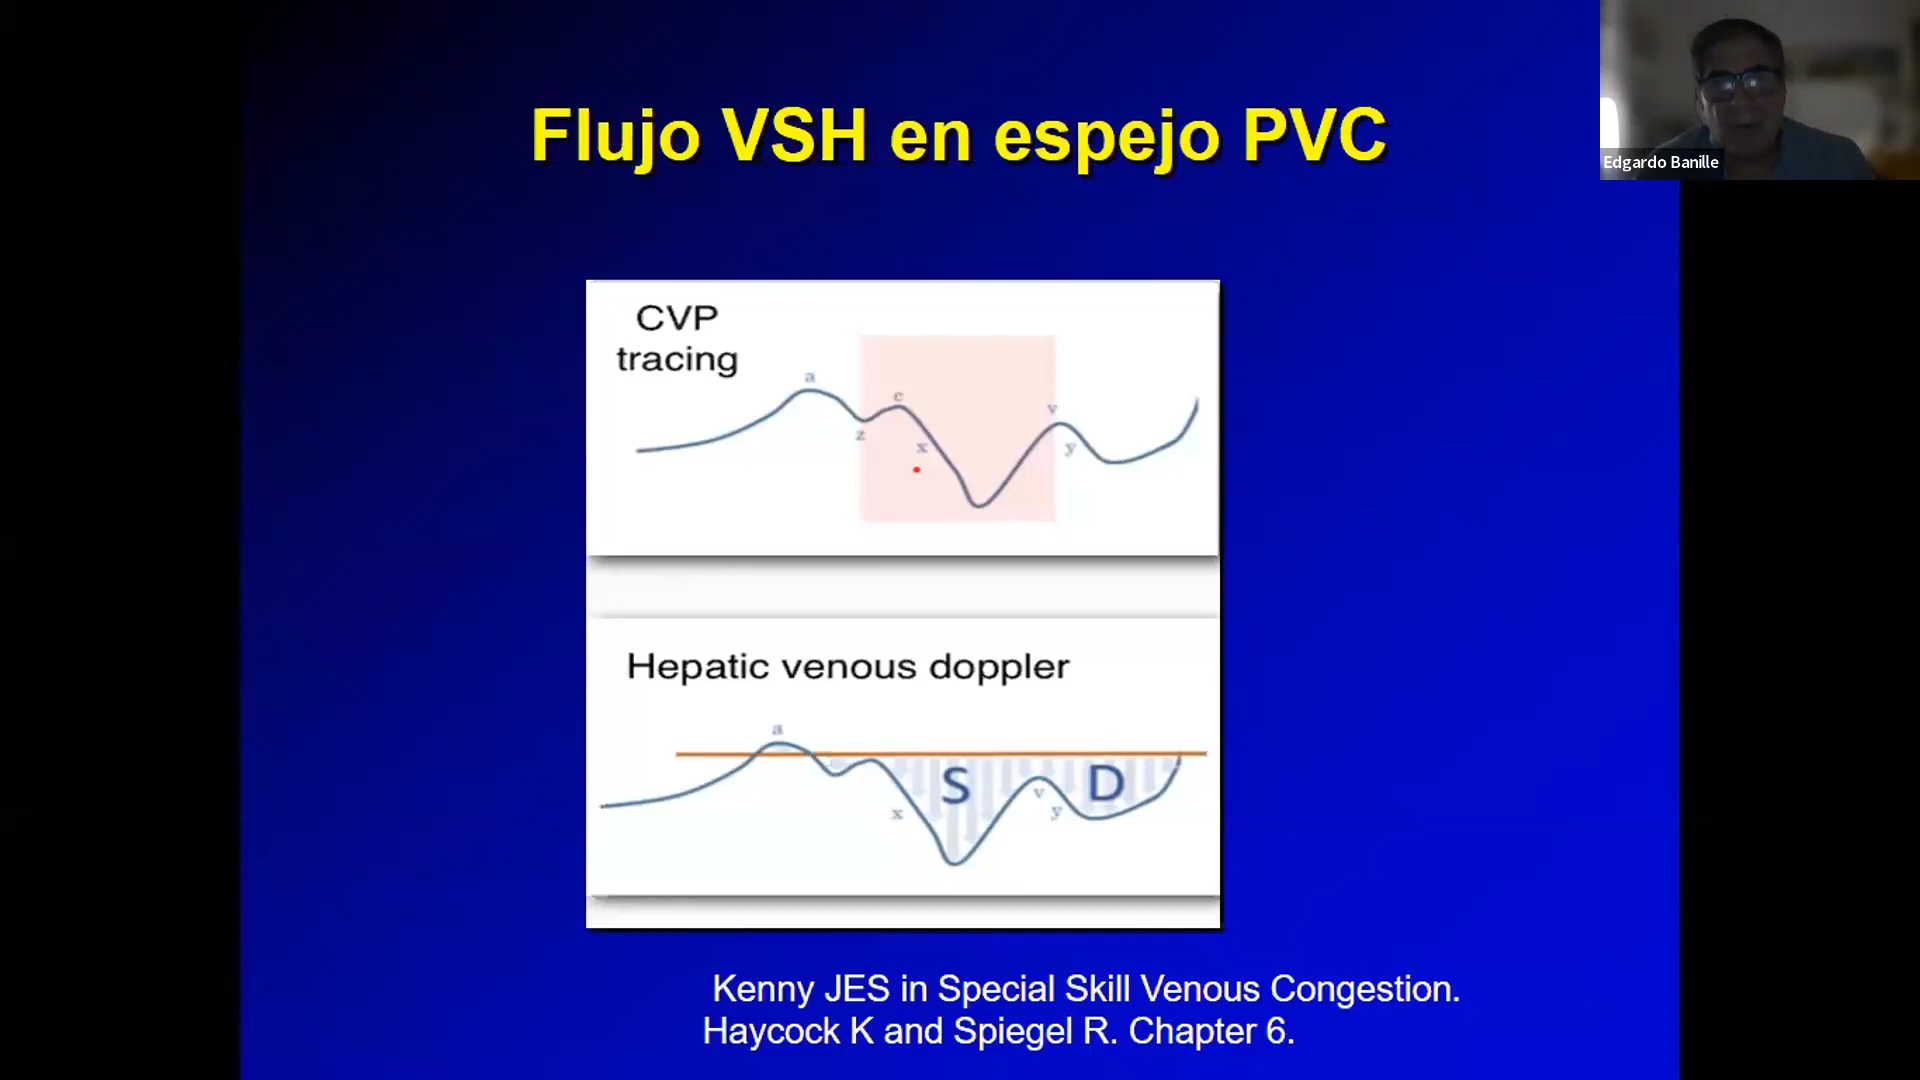 Edgardo Banille
Flujo VSH en espejo PVC
CVP
tracing
a
c
z
x
v
y
Hepatic venous doppler
a
S
D
x
v
y
Kenny JES in Special Skill Venous Congestion.
Haycock K and Spiegel R. Chapter 6.